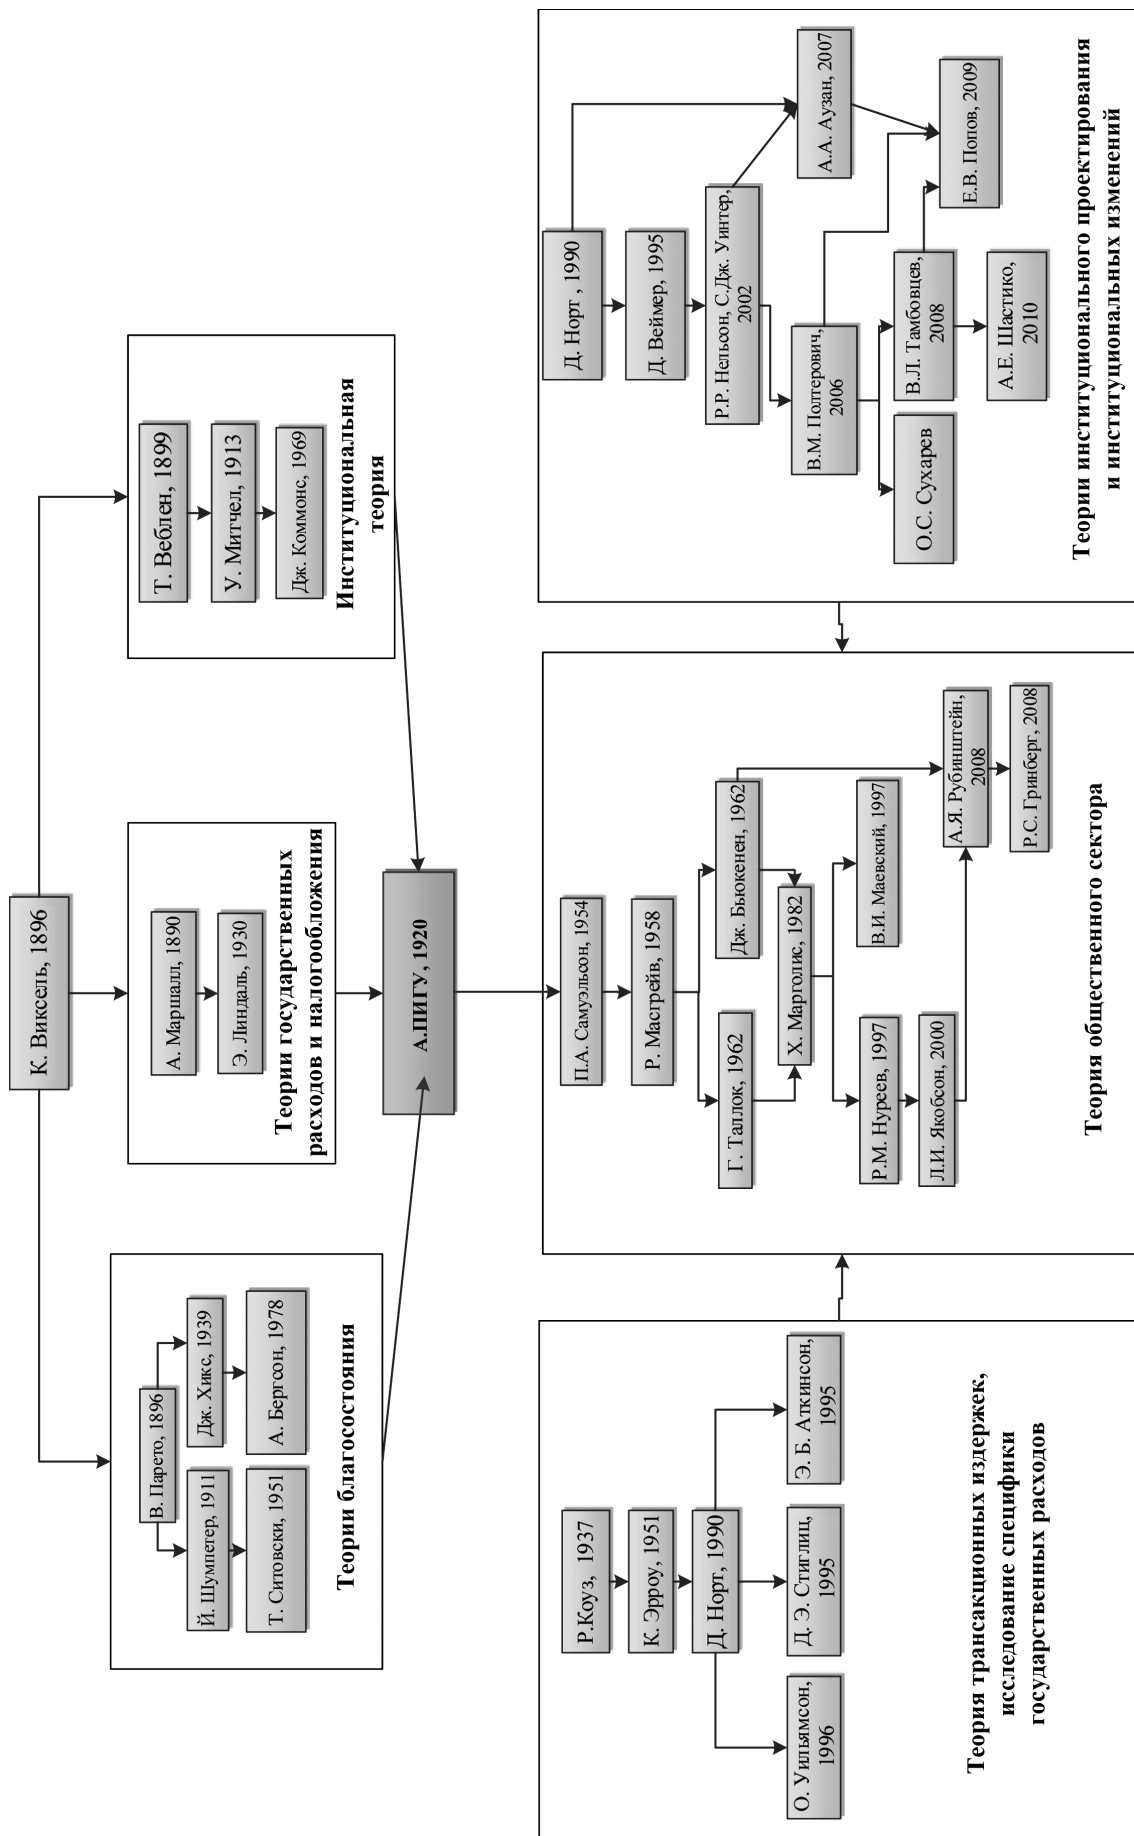 К. Виксель, 1896
В. Парето, 1896
Й. Шумпетер, 1911
Дж. Хикс, 1939
Т. Ситовски, 1951
А. Бергсон, 1978
Теории благосостояния
А. Маршалл, 1890
Э. Линдаль, 1930
Теории государственных
расходов и налогообложения
Т. Веблен, 1899
У. Митчел, 1913
Дж. Коммонс, 1969
Институциональная
теория
А.ПИГУ, 1920
Р.Коуз, 1937
К. Эрроу, 1951
Д. Норт, 1990
О. Уильямсон,
1996
Д. Э. Стиглиц,
1995
Э. Б. Аткинсон,
1995
Теория трансакционных издержек,
исследование специфики
государственных расходов
П.А. Самуэльсон, 1954
Р. Масгрейв, 1958
Г. Таллок, 1962
Дж. Бьюкенен, 1962
Х. Марголис, 1982
Р.М. Нуреев, 1997
В.И. Маевский, 1997
Л.И. Якобсон, 2000
А.Я. Рубинштейн,
2008
Р.С. Гринберг, 2008
Теория общественного сектора
Д. Норт , 1990
Д. Веймер, 1995
Р.Р. Нельсон, С.Дж. Уинтер,
2002
А.А. Аузан, 2007
В.М. Полтерович,
2006
О.С. Сухарев
В.Л. Тамбовцев,
2008
Е.В. Попов, 2009
А.Е. Шастико,
2010
Теории институционального проектирования
и институциональных изменений